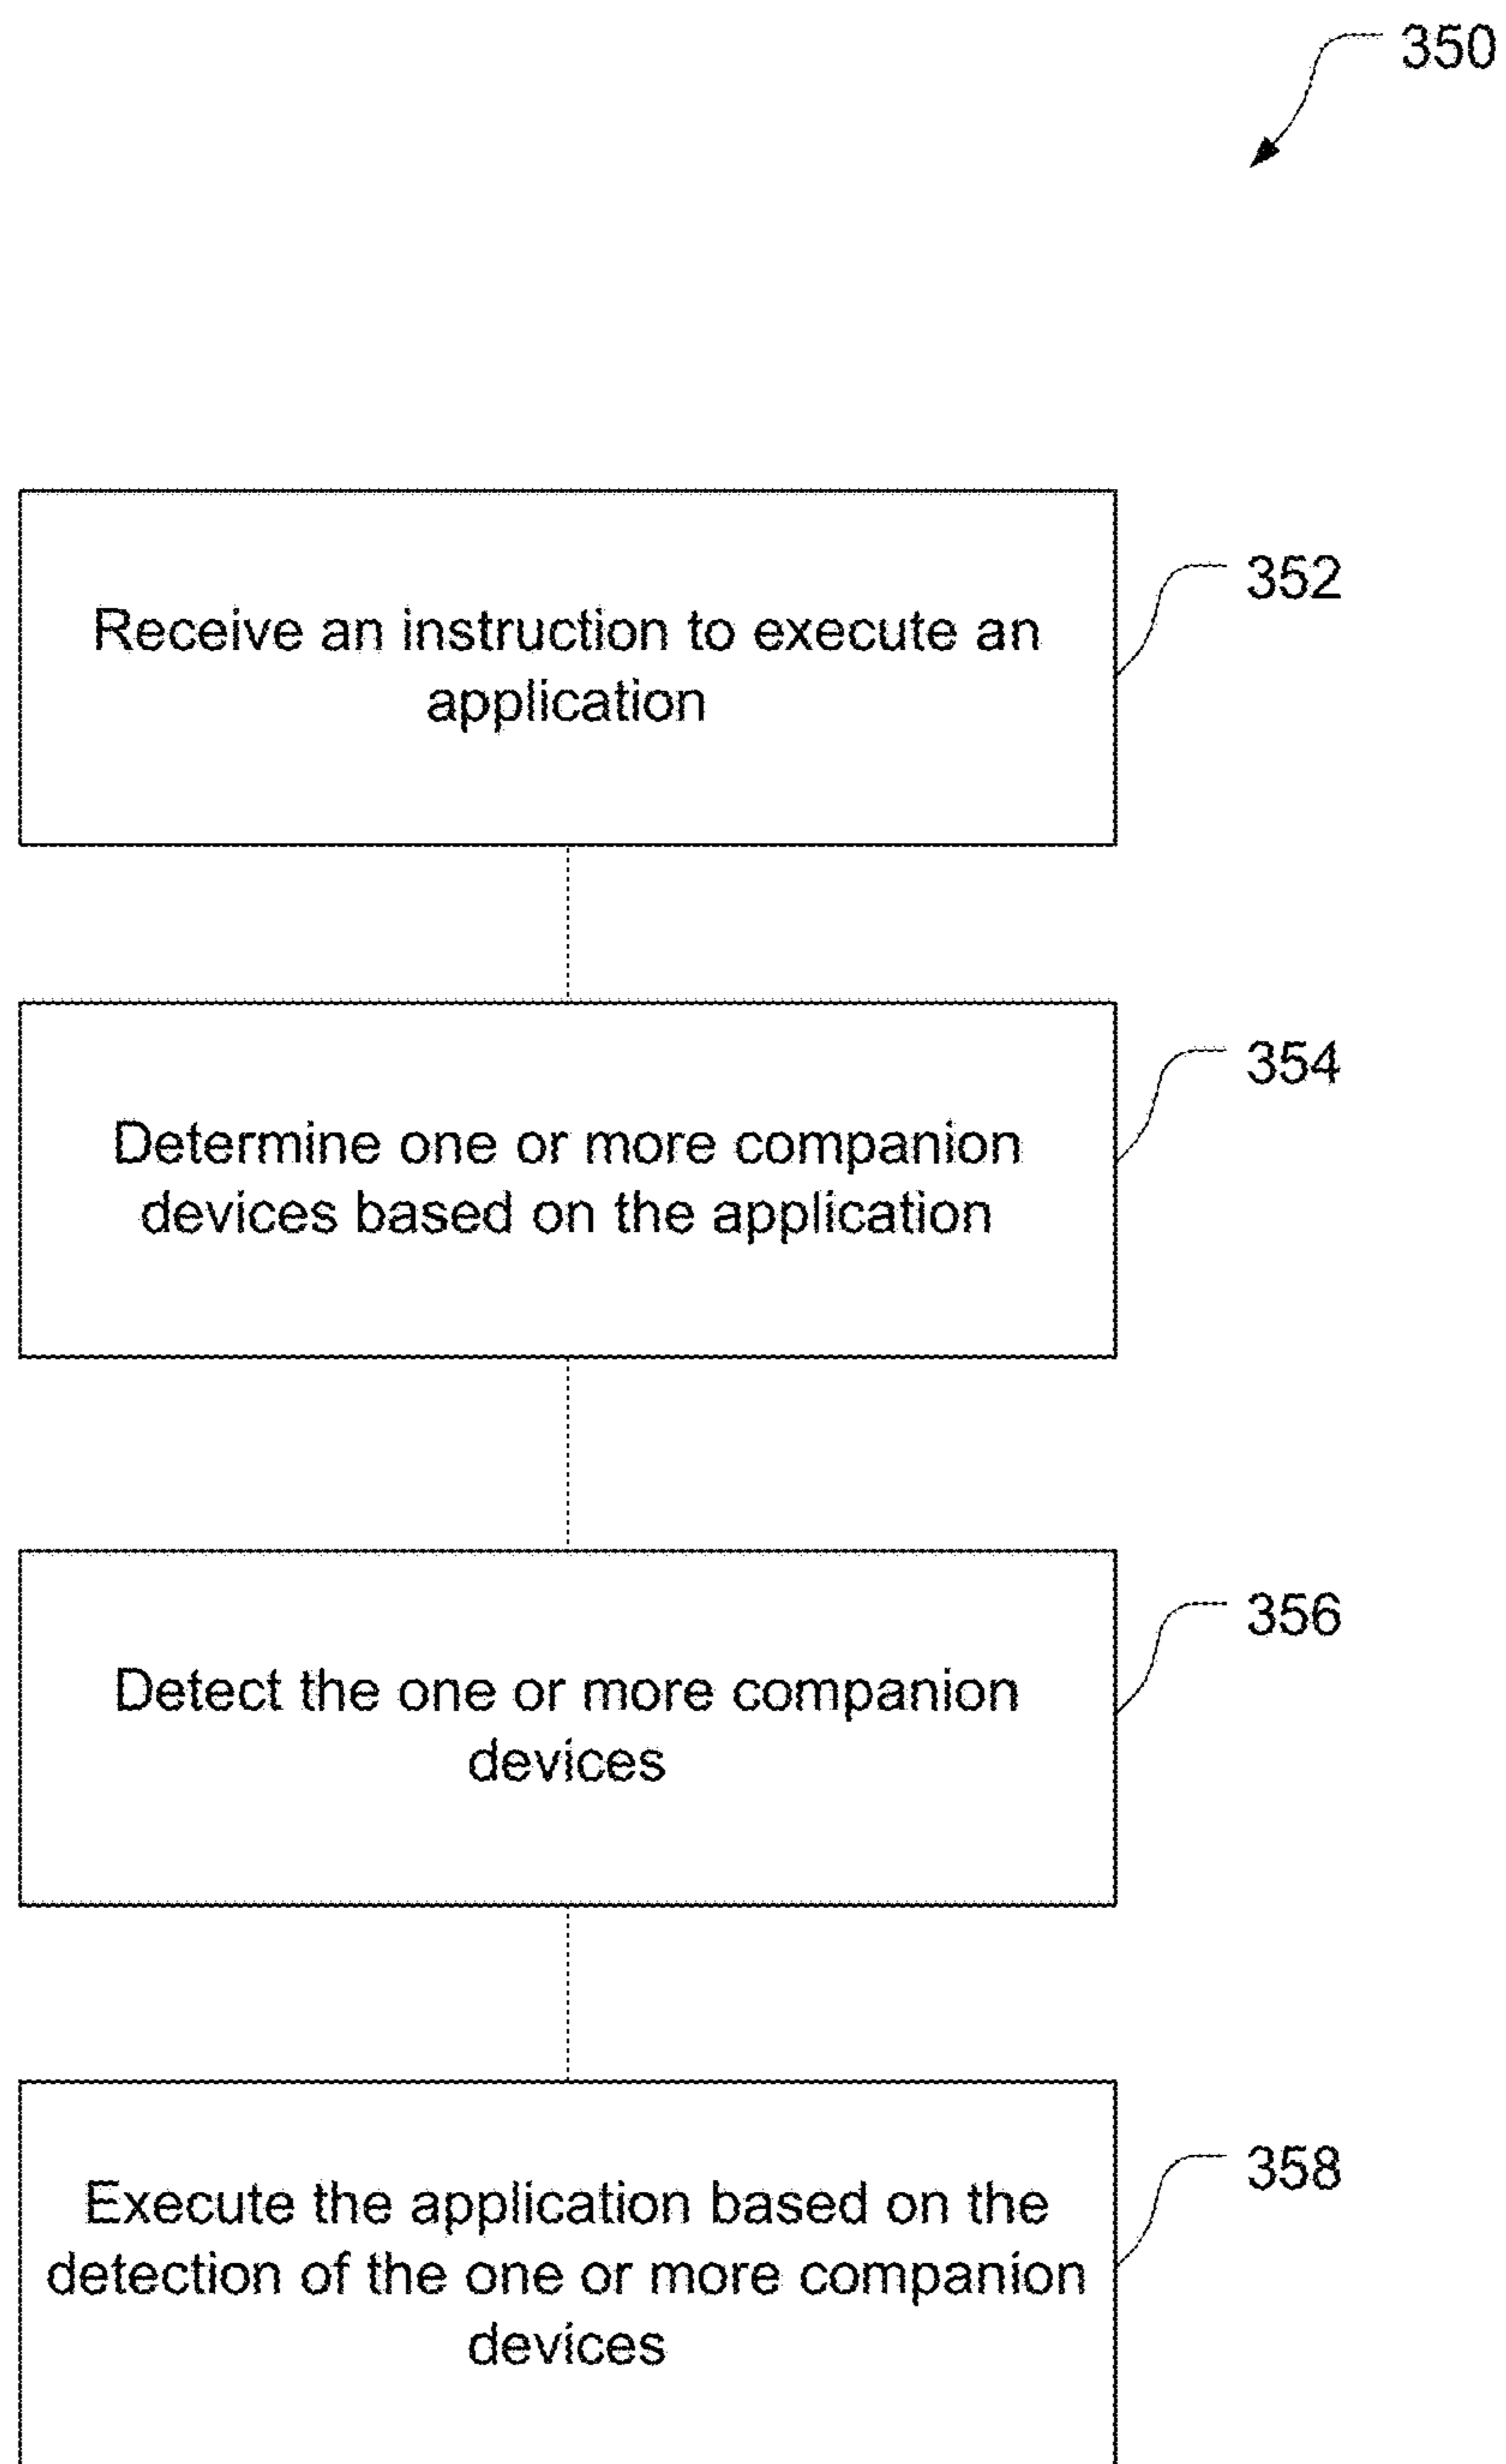 350
Receive an instruction to execute an
application
352
Determine one or more companion
devices based on the application
354
Detect the one or more companion
devices
356
Execute the application based on the
detection of the one or more companion
devices
358